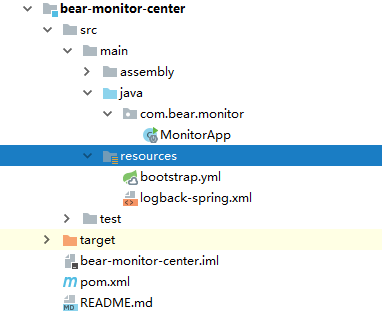 bear-monitor-center
src
main
assembly
java
com.bear.monitor
MonitorApp
resources
bootstrap.yml
logback-spring.xml
test
target
bear-monitor-center.iml
pom.xml
README.md